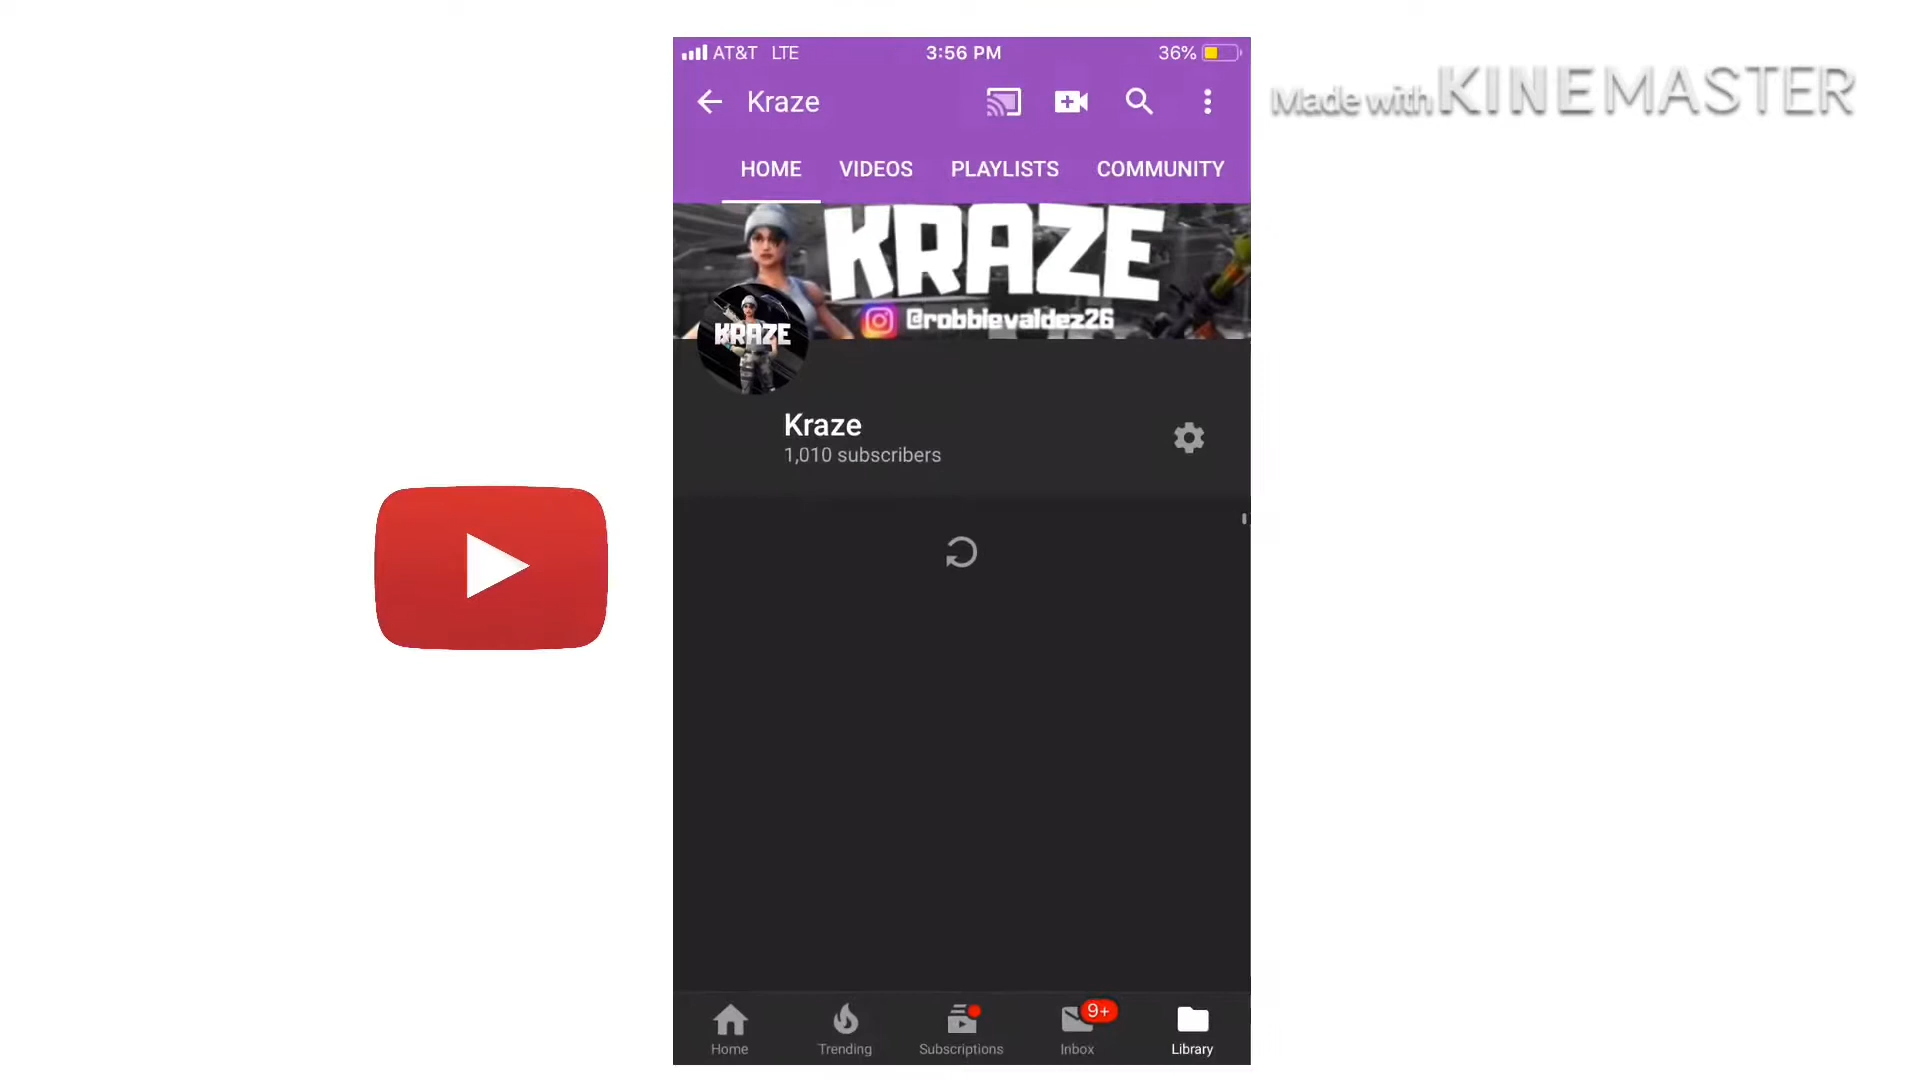 AT&T LTE 3:56 PM 36%
Made with KINEMASTER
Kraze
HOME VIDEOS PLAYLISTS COMMUNITY
KRAZE
@robbievaldez26
KRAZE
Kraze
1,010 subscribers
9+
Home Trending Subscriptions Inbox Library